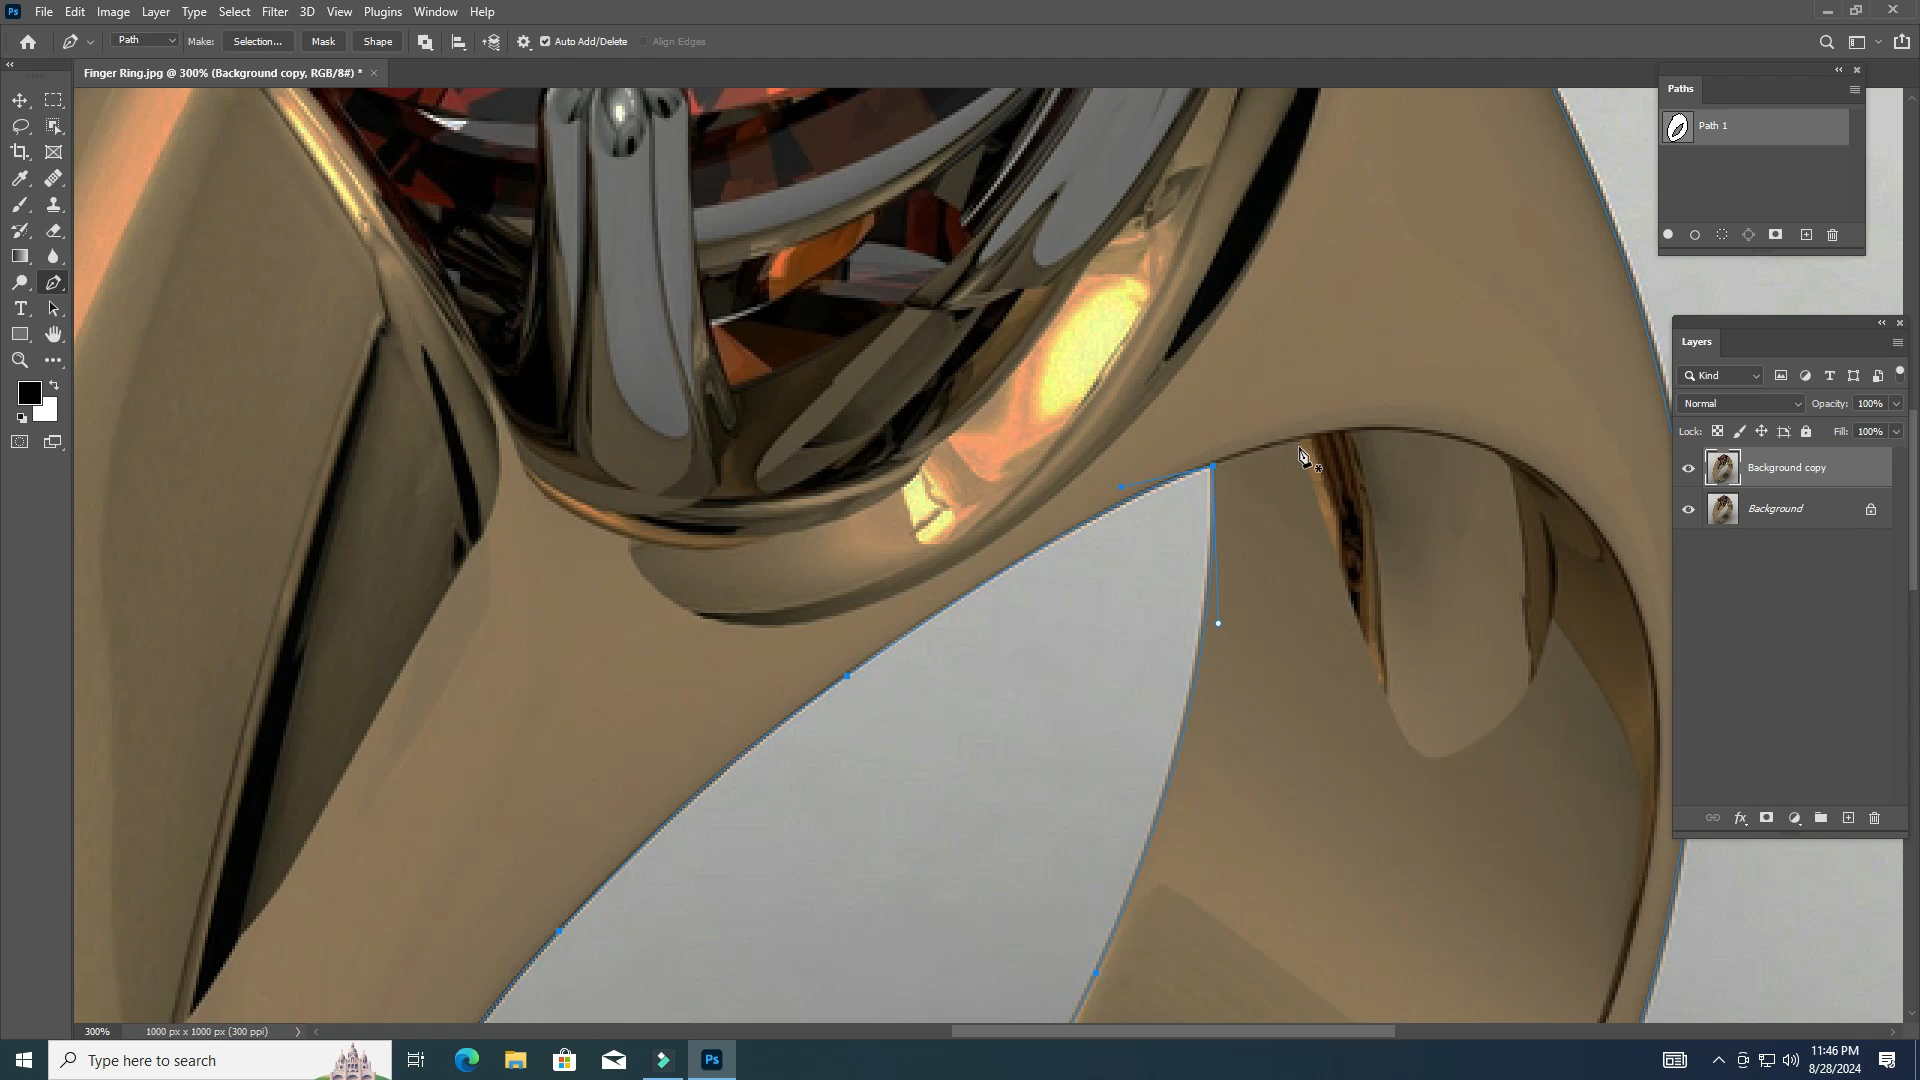 Ps File Edit Image Layer Type Select Filter 3D View Plugins Window Help
Path Make: Selection... Mask Shape Auto Add/Delete Align Edges
Finger Ring.jpg @ 300% (Background copy, RGB/8#) *
Paths
Path 1
Layers
Kind
Normal Opacity: 100%
Lock: Fill: 100%
Background copy
Background
300% 1000 px x 1000 px (300 ppi)
Type here to search
Ps
11:46 PM
8/28/2024